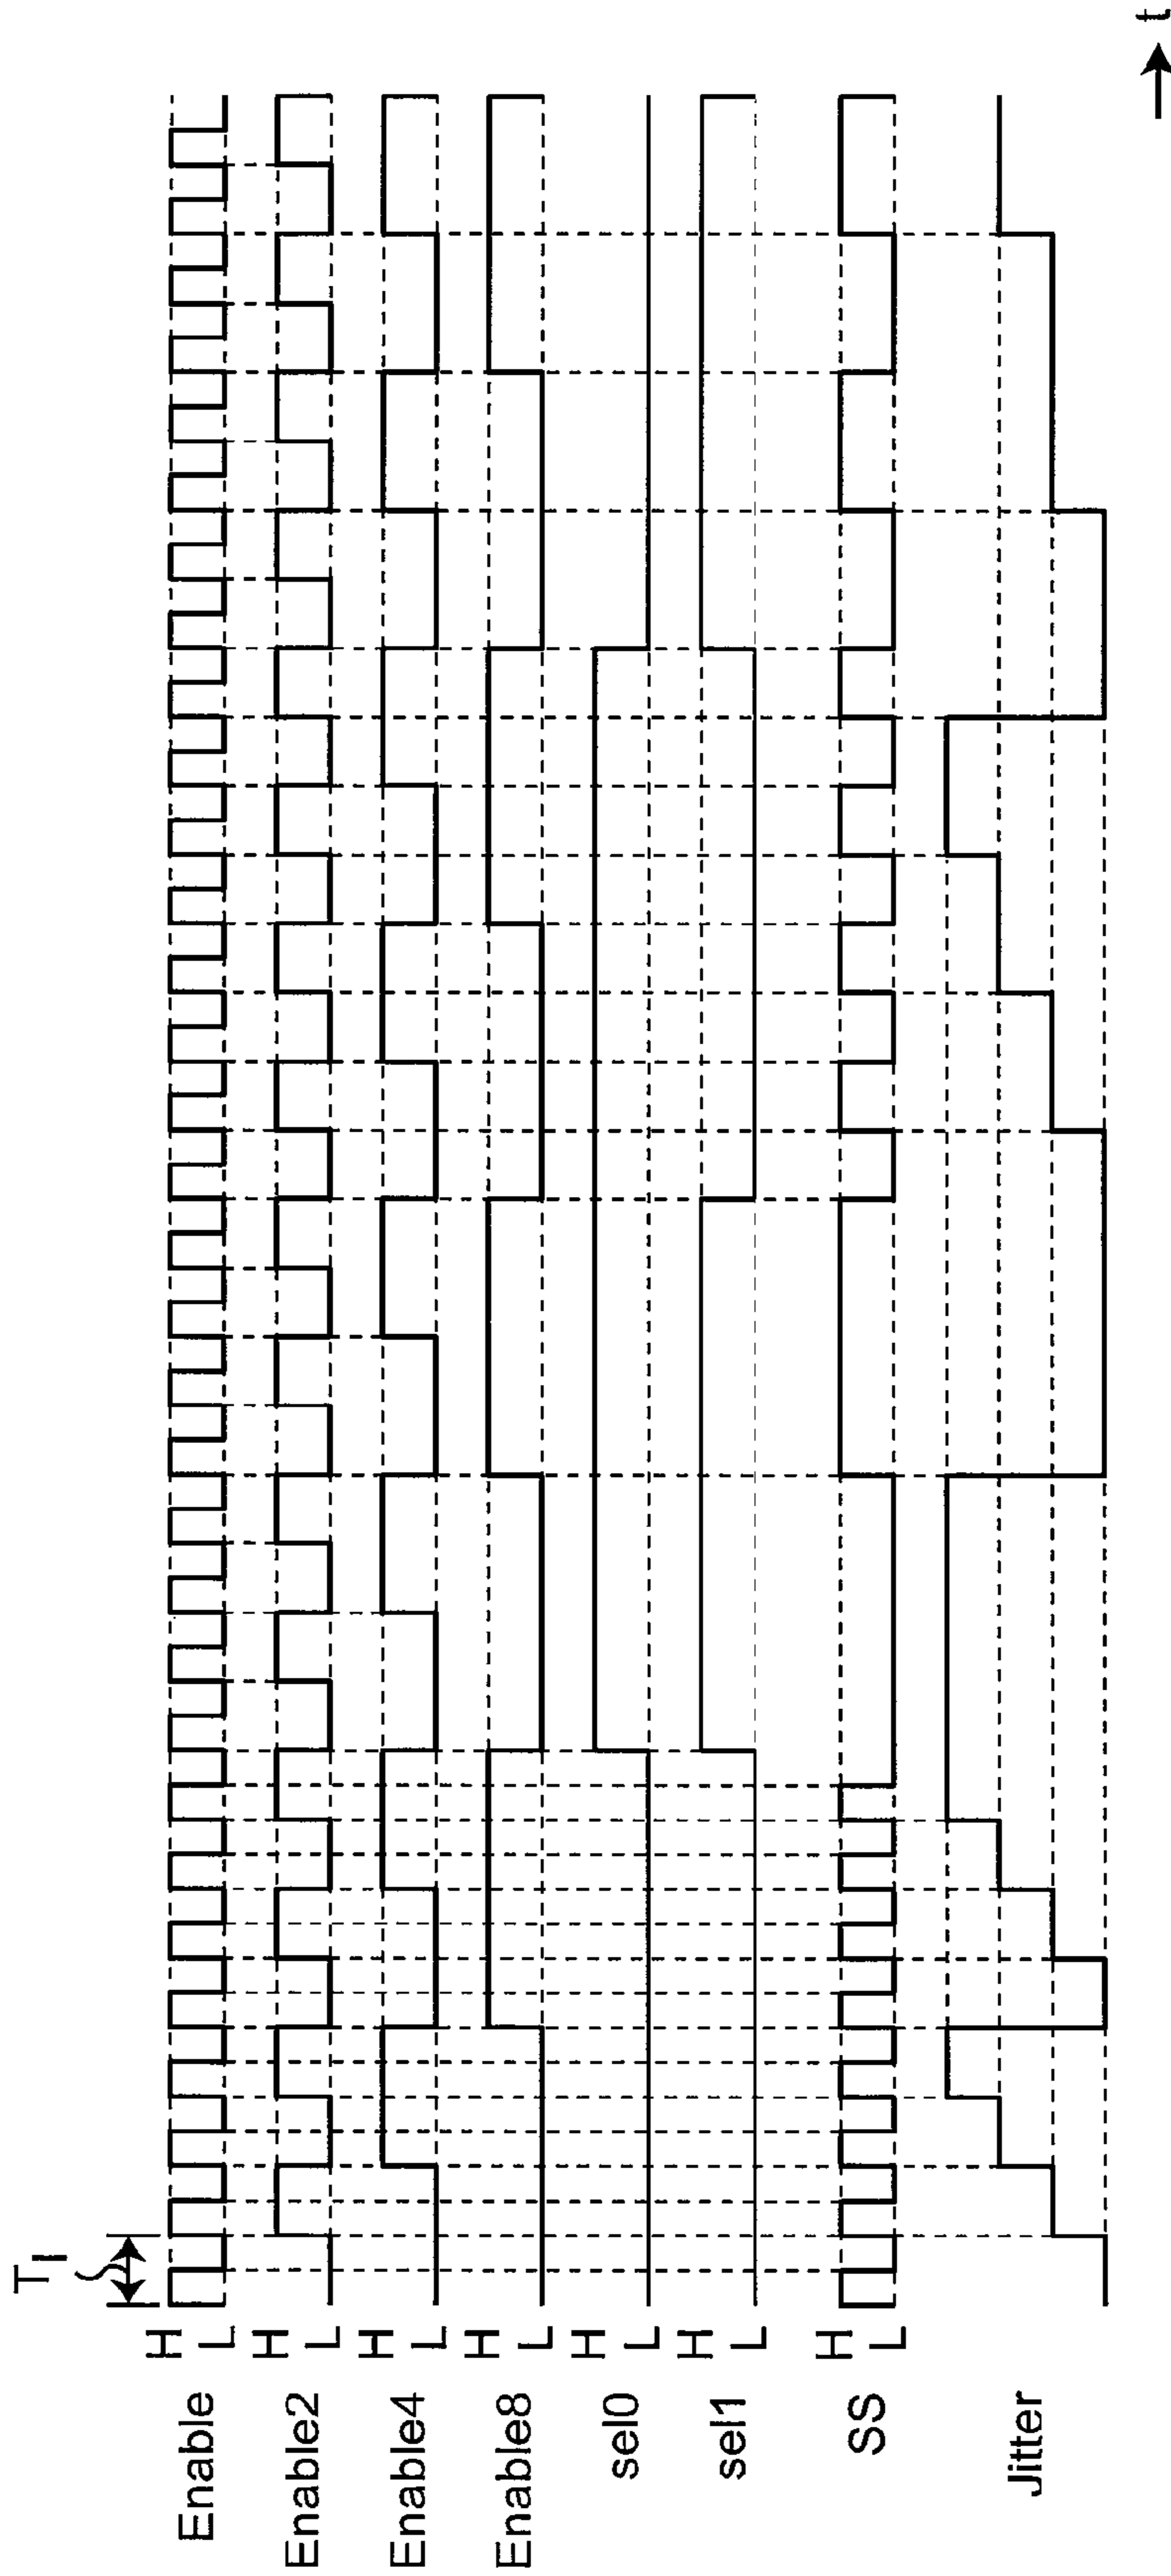 T1
Enable H
L
Enable2 H
L
Enable4 H
L
Enable8 H
L
sel0 H
L
sel1 H
L
SS H
L
Jitter
t